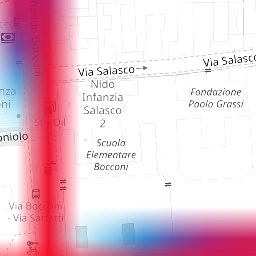 Via Salasco
Via Salasco
Nido
Infanzia
Salasco
2
Fondazione
Paolo Grassi
Scuola
Elementare
Bocconi
oniolo
Via Bocconi
- Via Sarfatti